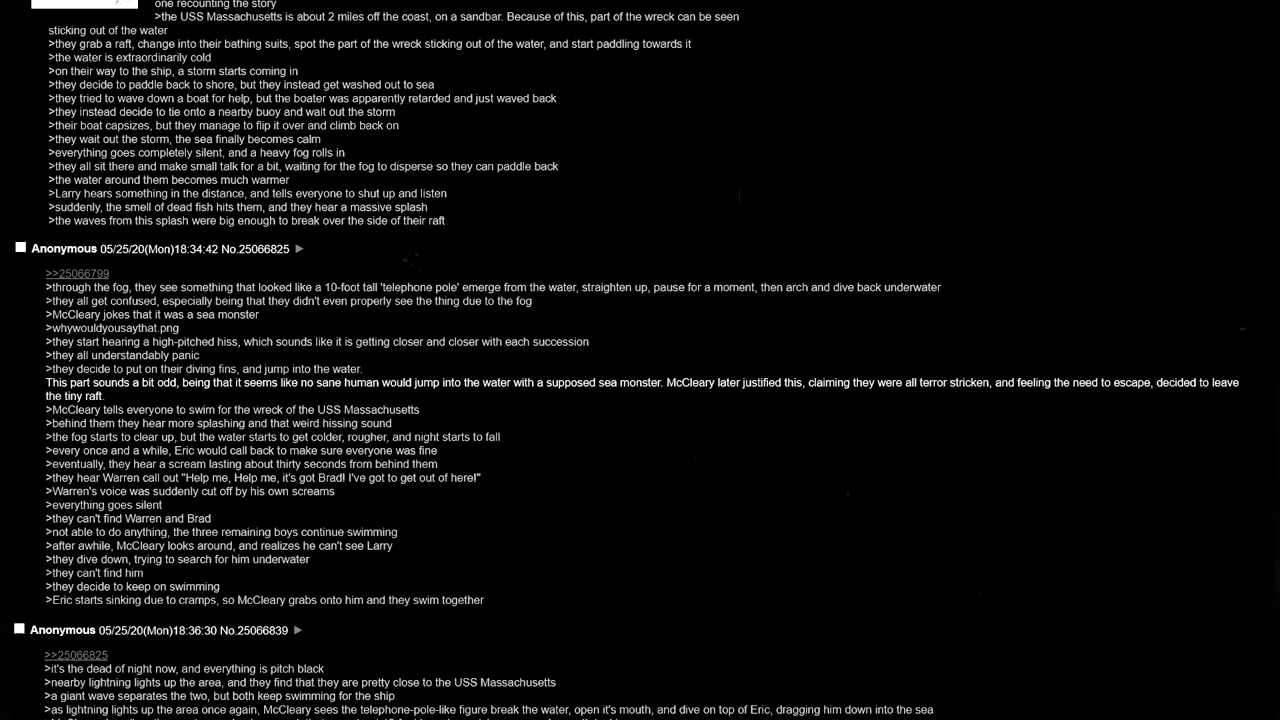 one recounting the story
>the USS Massachusetts is about 2 miles off the coast, on a sandbar. Because of this, part of the wreck can be seen
sticking out of the water
>they grab a raft, change into their bathing suits, spot the part of the wreck sticking out of the water, and start paddling towards it
>the water is extraordinarily cold
>on their way to the ship, a storm starts coming in
>they decide to paddle back to shore, but they instead get washed out to sea
>they tried to wave down a boat for help, but the boater was apparently retarded and just waved back
>they instead decide to tie onto a nearby buoy and wait out the storm
>their boat capsizes, but they manage to flip it over and climb back on
>they wait out the storm, the sea finally becomes calm
>everything goes completely silent, and a heavy fog rolls in
>they all sit there and make small talk for a bit, waiting for the fog to disperse so they can paddle back
>the water around them becomes much warmer
>Larry hears something in the distance, and tells everyone to shut up and listen
>suddenly, the smell of dead fish hits them, and they hear a massive splash
>the waves from this splash were big enough to break over the side of their raft
Anonymous 05/25/20(Mon)18:34:42 No.25066825 ▶
>>25066799
>through the fog, they see something that looked like a 10-foot tall 'telephone pole' emerge from the water, straighten up, pause for a moment, then arch and dive back underwater
>they all get confused, especially being that they didn't even properly see the thing due to the fog
>McCleary jokes that it was a sea monster
>whywouldyousaythat.png
>they start hearing a high-pitched hiss, which sounds like it is getting closer and closer with each succession
>they all understandably panic
>they decide to put on their diving fins, and jump into the water.
This part sounds a bit odd, being that it seems like no sane human would jump into the water with a supposed sea monster. McCleary later justified this, claiming they were all terror stricken, and feeling the need to escape, decided to leave
the tiny raft.
>McCleary tells everyone to swim for the wreck of the USS Massachusetts
>behind them they hear more splashing and that weird hissing sound
>the fog starts to clear up, but the water starts to get colder, rougher, and night starts to fall
>every once and a while, Eric would call back to make sure everyone was fine
>eventually, they hear a scream lasting about thirty seconds from behind them
>they hear Warren call out "Help me, Help me, it's got Brad! I've got to get out of here!"
>Warren's voice was suddenly cut off by his own screams
>everything goes silent
>they can't find Warren and Brad
>not able to do anything, the three remaining boys continue swimming
>after awhile, McCleary looks around, and realizes he can't see Larry
>they dive down, trying to search for him underwater
>they can't find him
>they decide to keep on swimming
>Eric starts sinking due to cramps, so McCleary grabs onto him and they swim together
Anonymous 05/25/20(Mon)18:36:30 No.25066839 ▶
>>25066825
>it's the dead of night now, and everything is pitch black
>nearby lightning lights up the area, and they find that they are pretty close to the USS Massachusetts
>a giant wave separates the two, but both keep swimming for the ship
>as lightning lights up the area once again, McCleary sees the telephone-pole-like figure break the water, open it's mouth, and dive on top of Eric, dragging him down into the sea